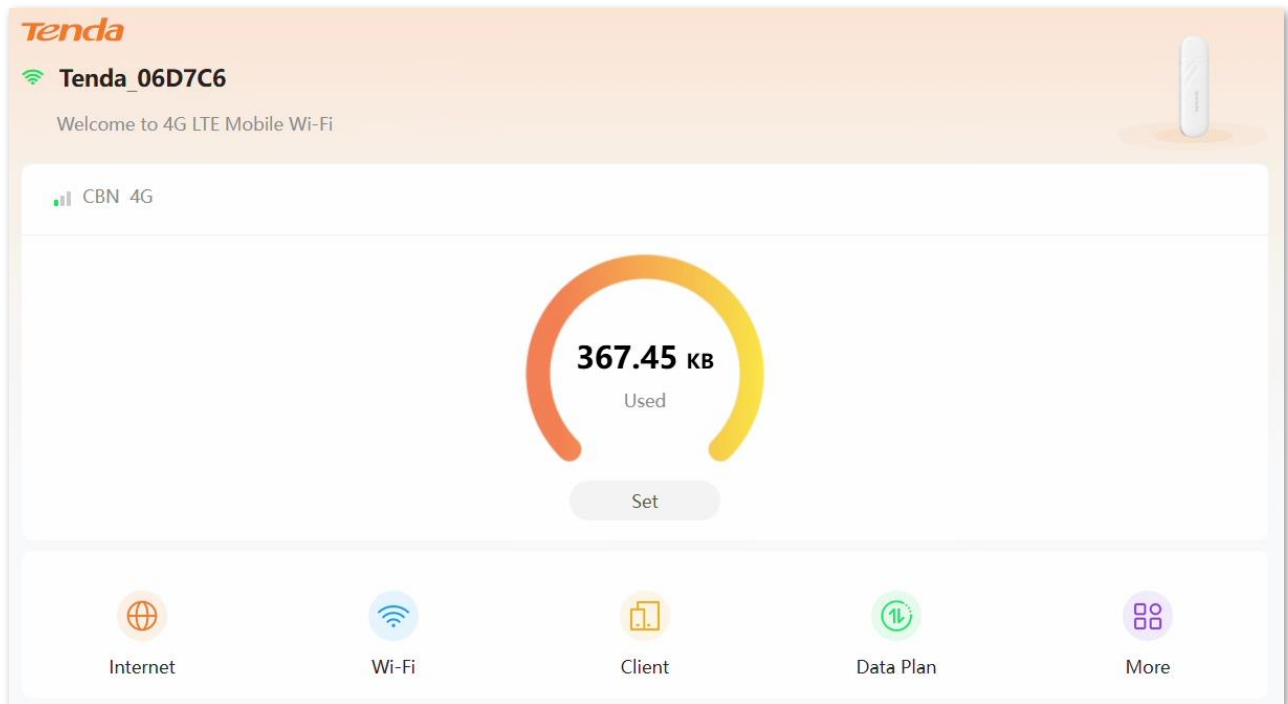 Tenda
Tenda_06D7C6
Welcome to 4G LTE Mobile Wi-Fi
CBN 4G
367.45 KB
Used
Set
Internet
Wi-Fi
Client
Data Plan
More